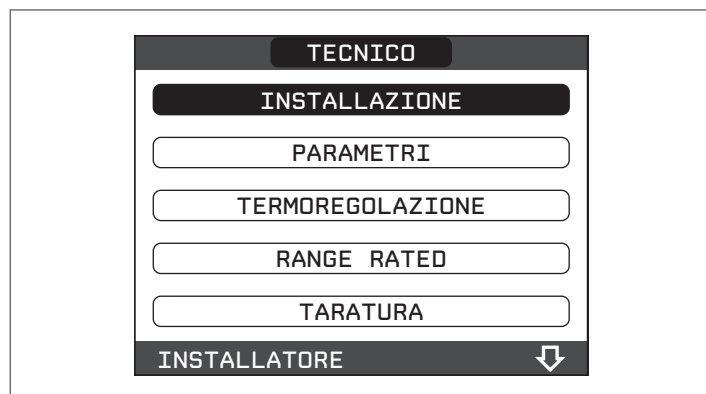 TECNICO
INSTALLAZIONE
PARAMETRI
TERMOREGOLAZIONE
RANGE RATED
TARATURA
INSTALLATORE